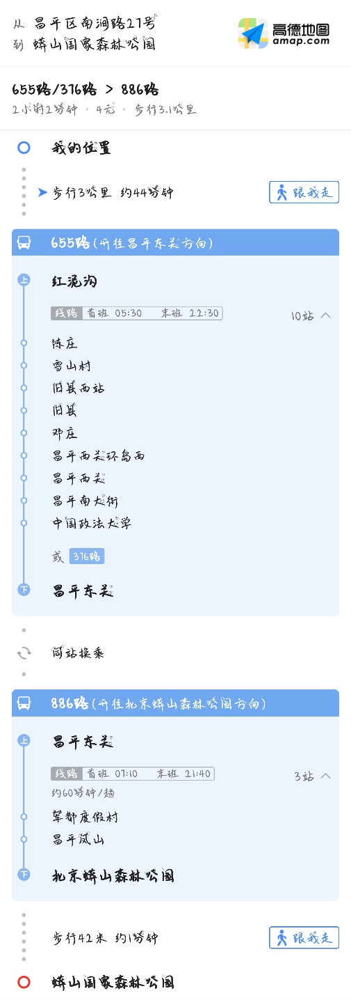 从 昌平区南涧路27号
到 蟒山国家森林公园
高德地图
amap.com
655路/376路 > 886路
2小时2分钟 · 4元 · 步行3.1公里
我的位置
步行3公里 约44分钟
跟我走
655路(开往昌平东关方向)
上 红泥沟
线路 首班 05:30 末班 22:30
10站
陈庄
雪山村
旧县西站
旧县
邓庄
昌平西关环岛西
昌平西关
昌平南大街
中国政法大学
或 376路
下 昌平东关
同站换乘
886路(开往北京蟒山森林公园方向)
上 昌平东关
线路 首班 07:10 末班 21:40
3站
约60分钟/趟
军都度假村
昌平凤山
下 北京蟒山森林公园
步行42米 约1分钟
跟我走
蟒山国家森林公园